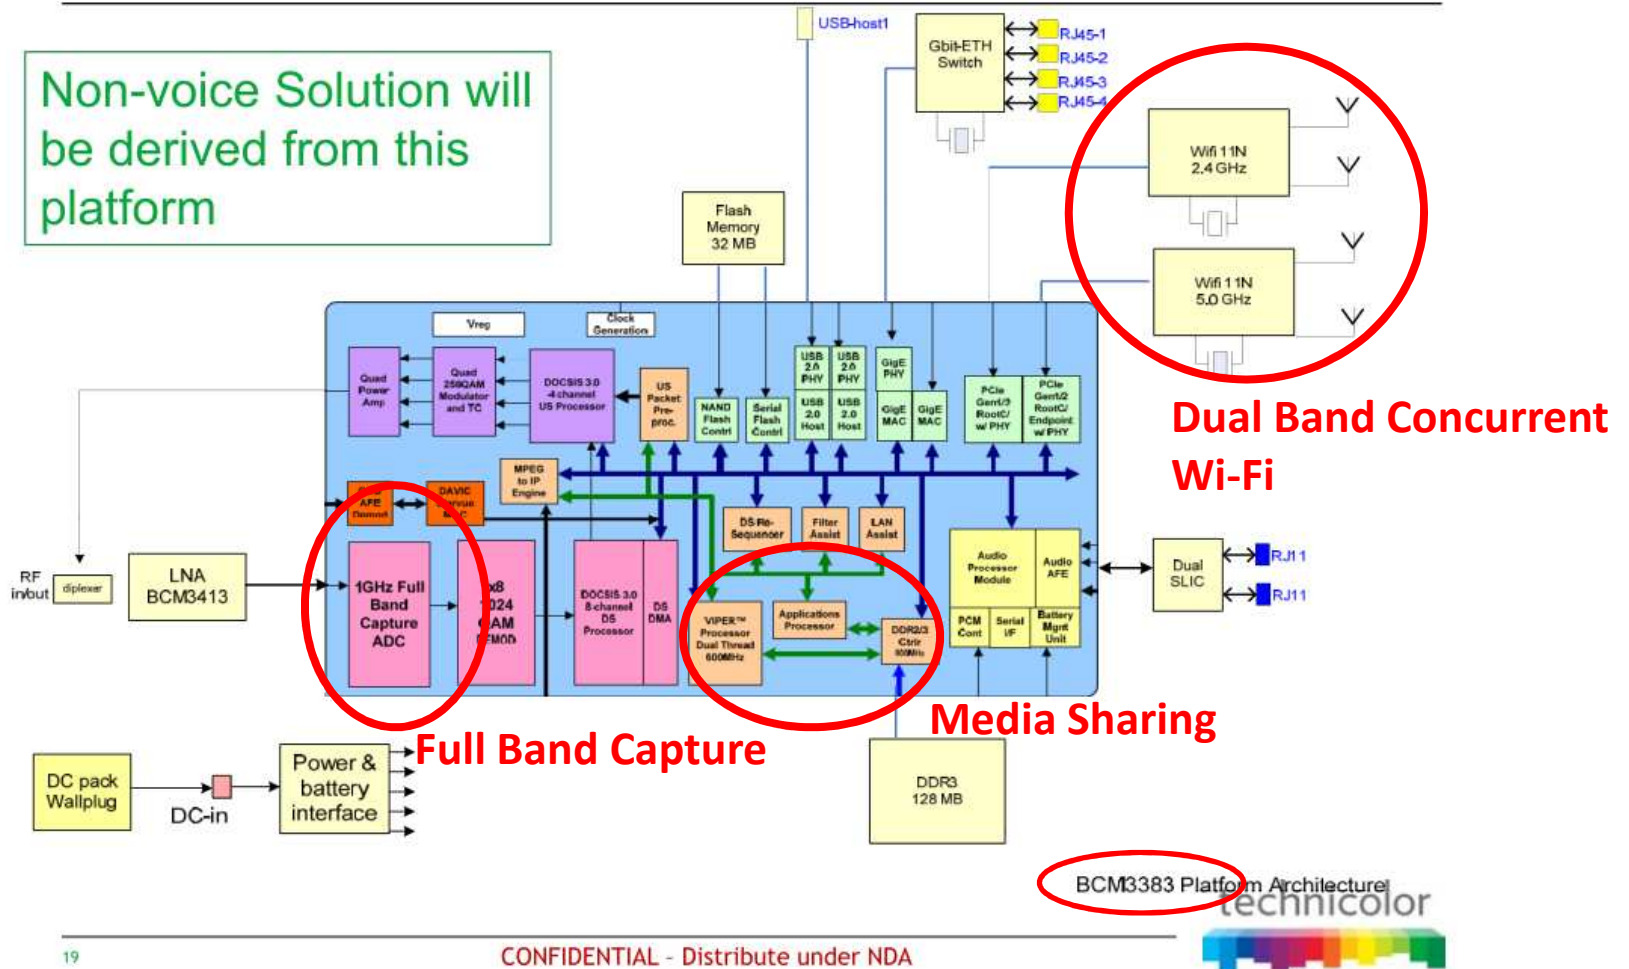 USB-host1
Gbit-ETH
Switch
RJ45-1
RJ45-2
RJ45-3
RJ45-4
Non-voice Solution will
be derived from this
platform
Wifi 11N
2.4 GHz
Flash
Memory
32 MB
Wifi 11N
5.0 GHz
Vreg
Clock
Generation
Quad
Power
Amp
Quad
256QAM
Modulator
and TC
DOCSIS 3.0
-4 channel
US Processor
US
Packet
Pre-
proc.
NAND
Flash
Contrl
Serial
Flash
Contrl
USB
2.0
PHY
USB
2.0
PHY
USB
2.0
Host
USB
2.0
Host
GigE
PHY
GigE
MAC
GigE
MAC
PCIe
Gen1/2
RootC/
w/ PHY
PCIe
Gen1/2
RootC/
Endpoint
w/ PHY
Dual Band Concurrent
Wi-Fi
MPEG
to IP
Engine
AFE
DAVIC
DS Re-
Sequencer
Filter
Assist
LAN
Assist
Audio
Processor
Module
Audio
AFE
PCM
Cont
Serial
I/F
Battery
Mgnt
Unit
Dual
SLIC
RJ11
RJ11
RF
in/out
diplexer
LNA
BCM3413
1GHz Full
Band
Capture
ADC
1024
QAM
DOCSIS 3.0
8-channel
DS
Processor
DS
DMA
VIPER™
Processor
Dual Thread
600MHz
Applications
Processor
DDR2/3
Ctrlr
Full Band Capture
Media Sharing
DC pack
Wallplug
DC-in
Power &
battery
interface
DDR3
128 MB
BCM3383 Platform Architecture
technicolor
19
CONFIDENTIAL - Distribute under NDA